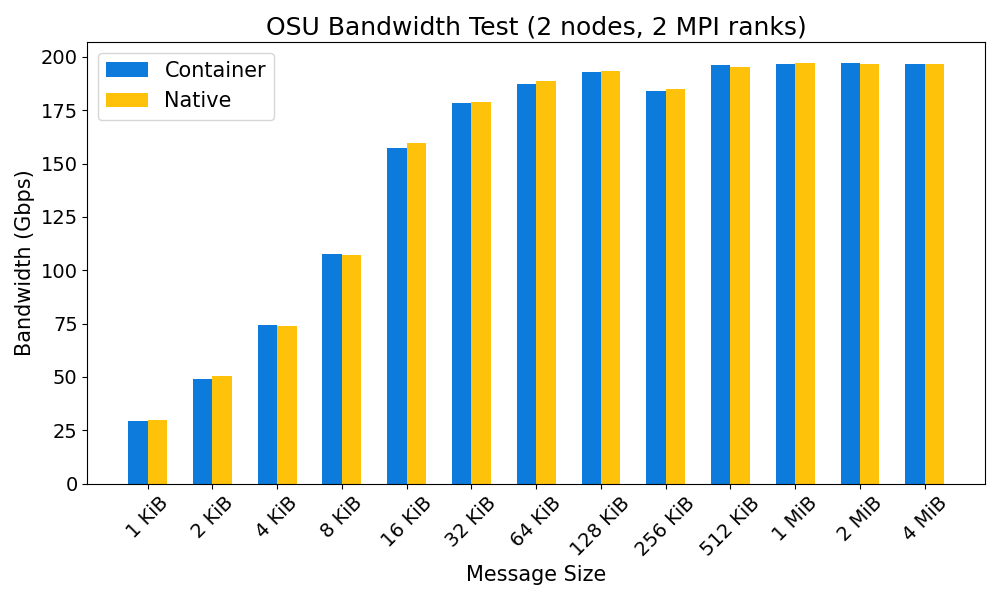 OSU Bandwidth Test (2 nodes, 2 MPI ranks)
Container
Native
Bandwidth (Gbps)
200
175
150
125
100
75
50
25
0
1 KiB
2 KiB
4 KiB
8 KiB
16 KiB
32 KiB
64 KiB
128 KiB
256 KiB
512 KiB
1 MiB
2 MiB
4 MiB
Message Size